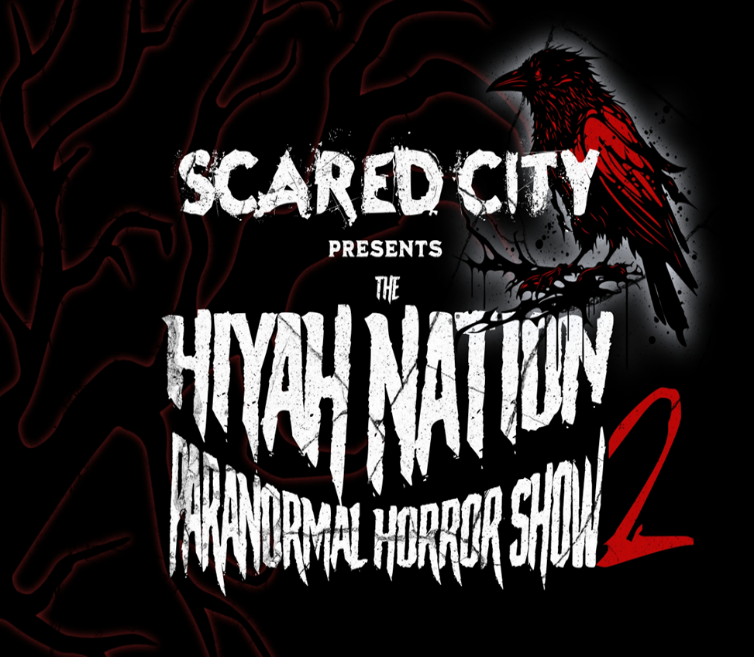 SCARED CITY
PRESENTS
THE
HIYAH NATION
PARANORMAL HORROR SHOW 2